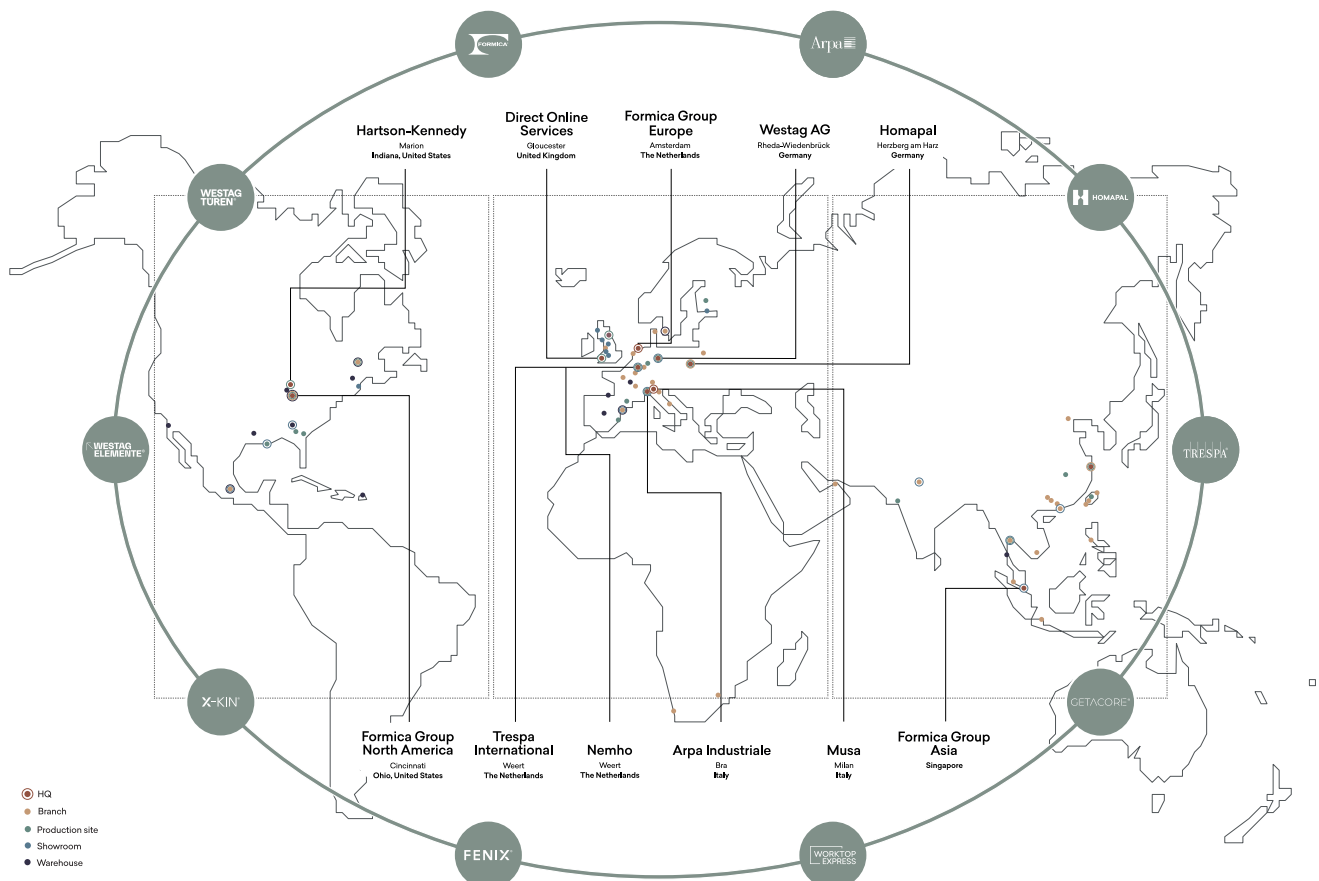 FORMICA
Arpa
Hartson-Kennedy
Marion
Indiana, United States
Direct Online
Services
Gloucester
United Kingdom
Formica Group
Europe
Amsterdam
The Netherlands
Westag AG
Rheda-Wiedenbrück
Germany
Homapal
Herzberg am Harz
Germany
WESTAG
TÜREN®
HOMAPAL
WESTAG
ELEMENTE®
TRESPA®
X-KIN®
GETACORE®
Formica Group
North America
Cincinnati
Ohio, United States
Trespa
International
Weert
The Netherlands
Nemho
Weert
The Netherlands
Arpa Industriale
Bra
Italy
Musa
Milan
Italy
Formica Group
Asia
Singapore
HQ
Branch
Production site
Showroom
Warehouse
FENIX®
WORKTOP
EXPRESS